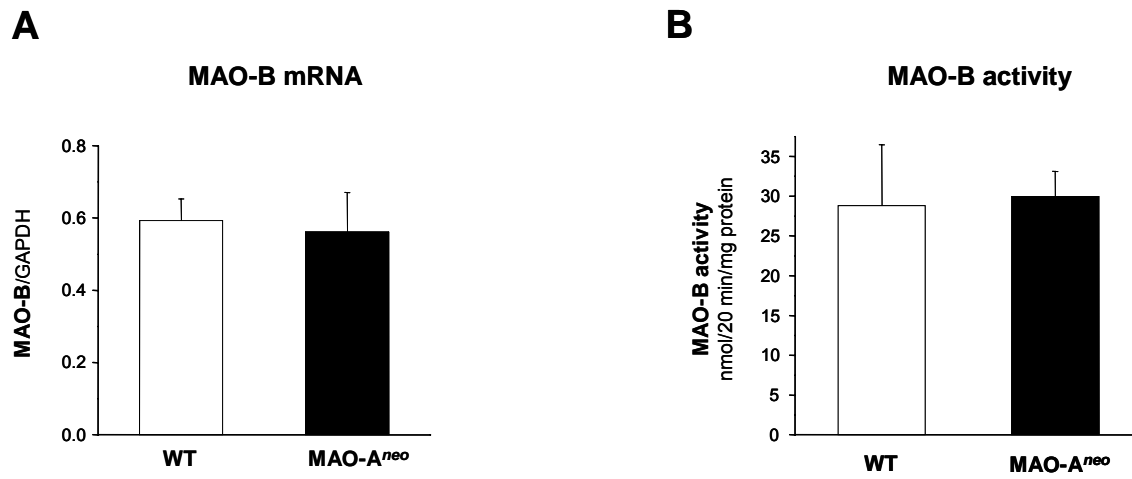 A
MAO-B mRNA
MAO-B/GAPDH
0.8
0.6
0.4
0.2
0.0
WT
MAO-Aneo
B
MAO-B activity
MAO-B activity
nmol/20 min/mg protein
35
30
25
20
15
10
5
0
WT
MAO-Aneo